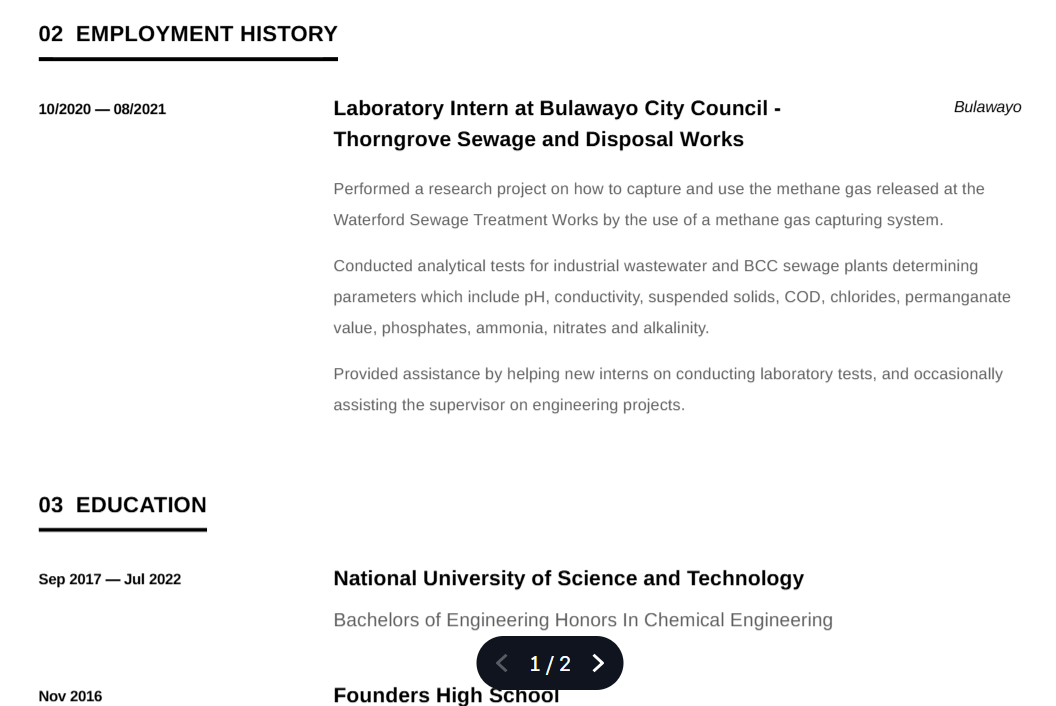 02 EMPLOYMENT HISTORY
10/2020 — 08/2021
Laboratory Intern at Bulawayo City Council -
Thorngrove Sewage and Disposal Works
Bulawayo
Performed a research project on how to capture and use the methane gas released at the
Waterford Sewage Treatment Works by the use of a methane gas capturing system.
Conducted analytical tests for industrial wastewater and BCC sewage plants determining
parameters which include pH, conductivity, suspended solids, COD, chlorides, permanganate
value, phosphates, ammonia, nitrates and alkalinity.
Provided assistance by helping new interns on conducting laboratory tests, and occasionally
assisting the supervisor on engineering projects.
03 EDUCATION
Sep 2017 — Jul 2022
National University of Science and Technology
Bachelors of Engineering Honors In Chemical Engineering
1 / 2
Nov 2016
Founders High School